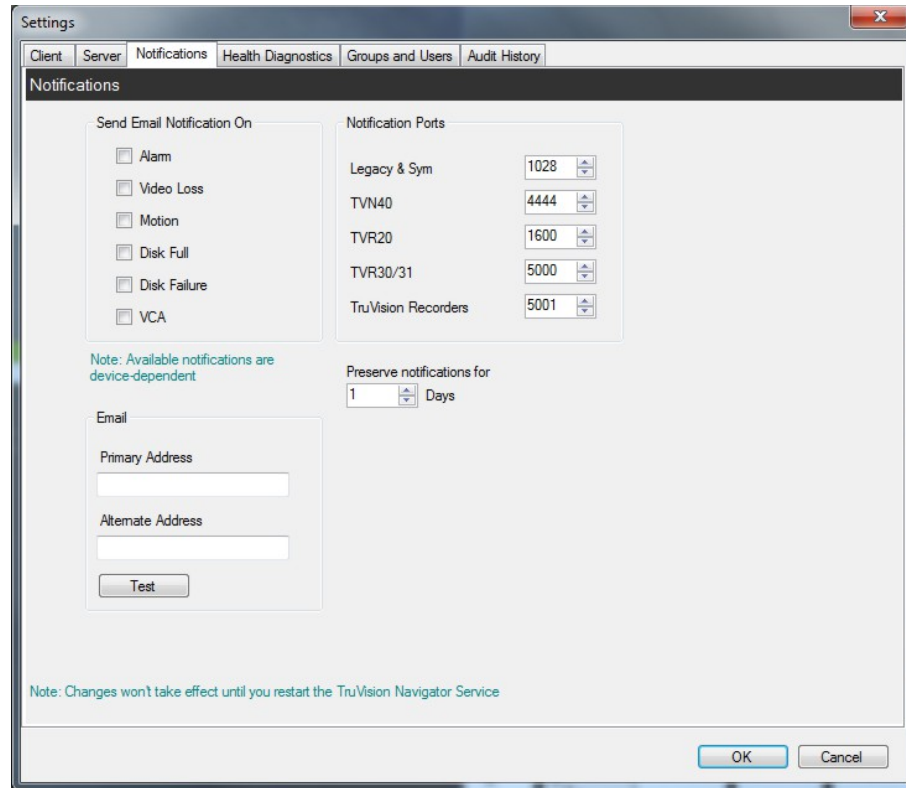 Settings
Client Server Notifications Health Diagnostics Groups and Users Audit History
Notifications
Send Email Notification On
Alarm
Video Loss
Motion
Disk Full
Disk Failure
VCA
Note: Available notifications are
device-dependent
Notification Ports
Legacy & Sym 1028
TVN40 4444
TVR20 1600
TVR30/31 5000
TruVision Recorders 5001
Preserve notifications for
1 Days
Email
Primary Address
Alternate Address
Test
Note: Changes won't take effect until you restart the TruVision Navigator Service
OK Cancel